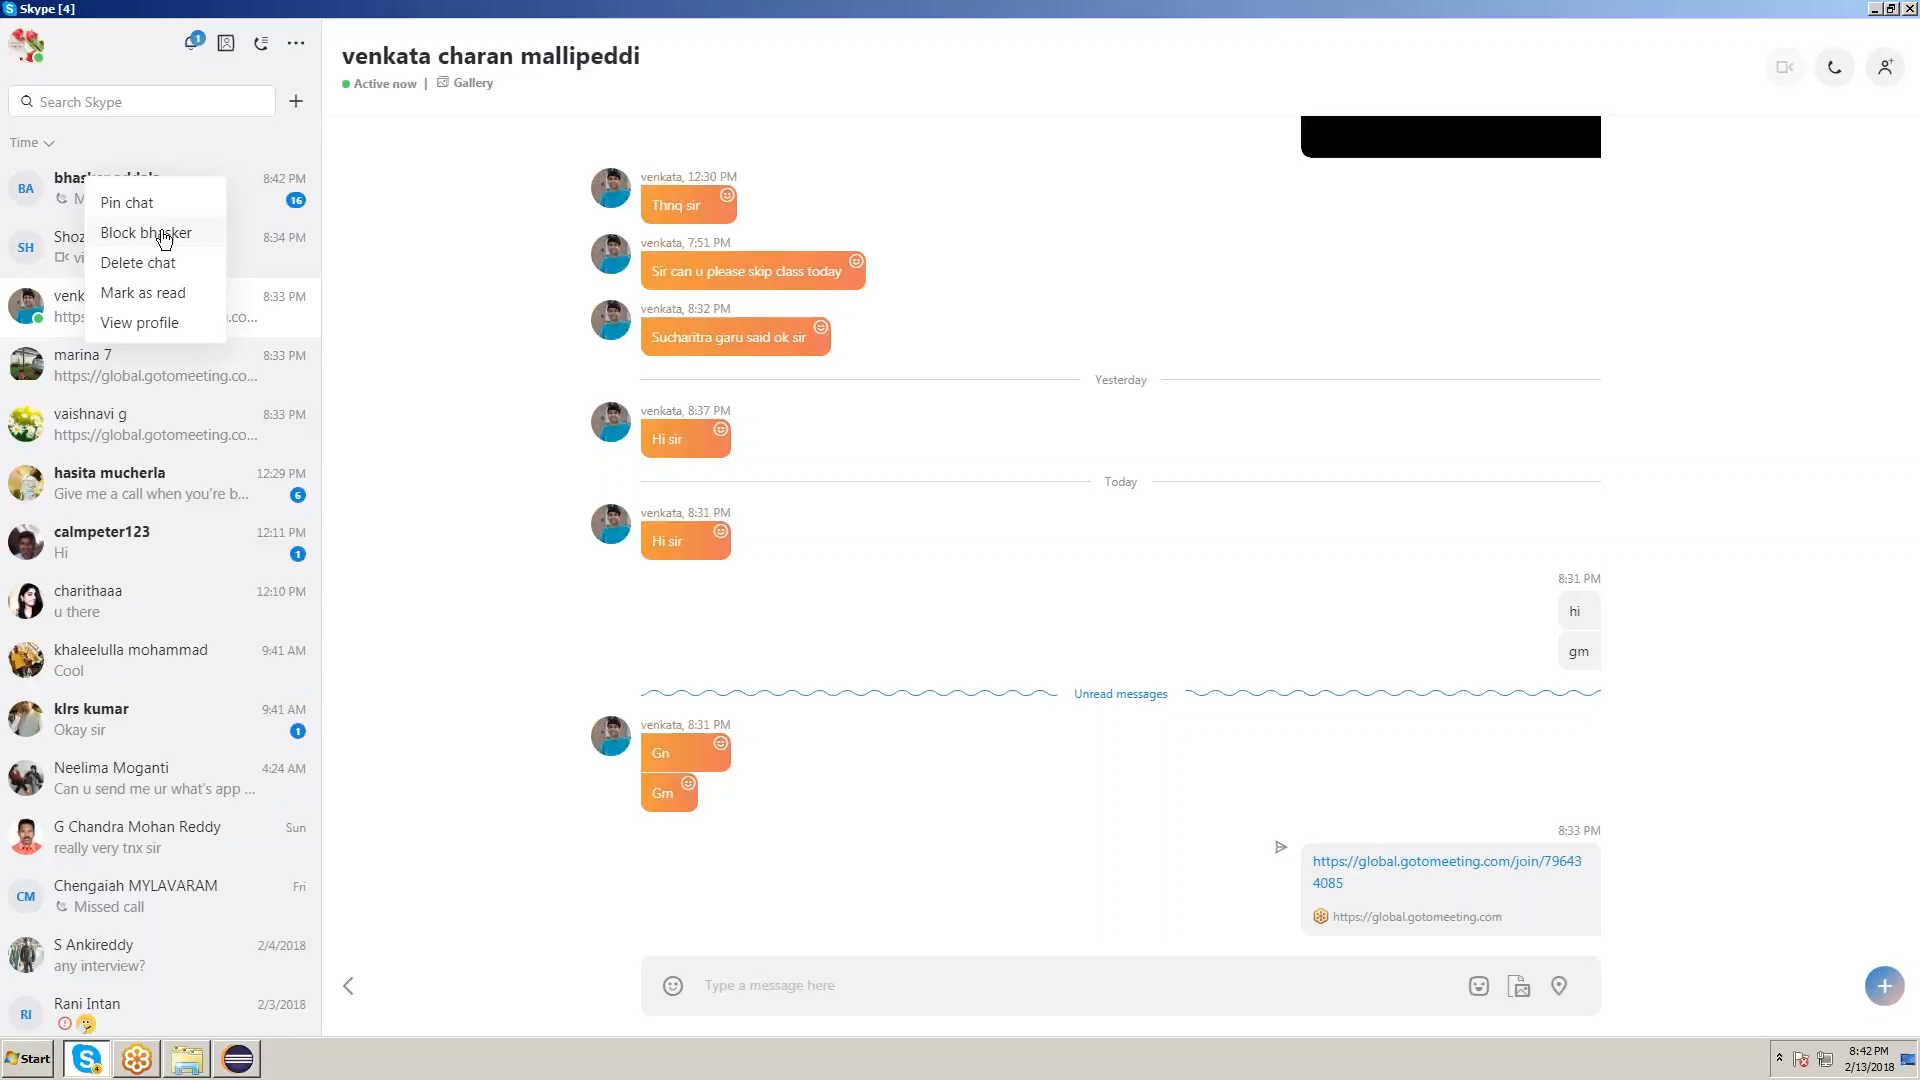 Skype [4]
1
Search Skype
Time
BA
8:42 PM
16
SH
Shoz
8:34 PM
Pin chat
Block bhasker
Delete chat
Mark as read
View profile
venk
8:33 PM
https:
.co...
marina 7
8:33 PM
https://global.gotomeeting.co...
vaishnavi g
8:33 PM
https://global.gotomeeting.co...
hasita mucherla
12:29 PM
Give me a call when you're b...
6
calmpeter123
12:11 PM
Hi
1
charithaaa
12:10 PM
u there
khaleelulla mohammad
9:41 AM
Cool
klrs kumar
9:41 AM
Okay sir
1
Neelima Moganti
4:24 AM
Can u send me ur what's app ...
G Chandra Mohan Reddy
Sun
really very tnx sir
CM
Chengaiah MYLAVARAM
Fri
Missed call
S Ankireddy
2/4/2018
any interview?
RI
Rani Intan
2/3/2018
venkata charan mallipeddi
Active now | Gallery
venkata, 12:30 PM
Thnq sir
venkata, 7:51 PM
Sir can u please skip class today
venkata, 8:32 PM
Sucharitra garu said ok sir
Yesterday
venkata, 8:37 PM
Hi sir
Today
venkata, 8:31 PM
Hi sir
8:31 PM
hi
gm
Unread messages
venkata, 8:31 PM
Gn
Gm
8:33 PM
https://global.gotomeeting.com/join/79643
4085
https://global.gotomeeting.com
Type a message here
Start
8:42 PM
2/13/2018